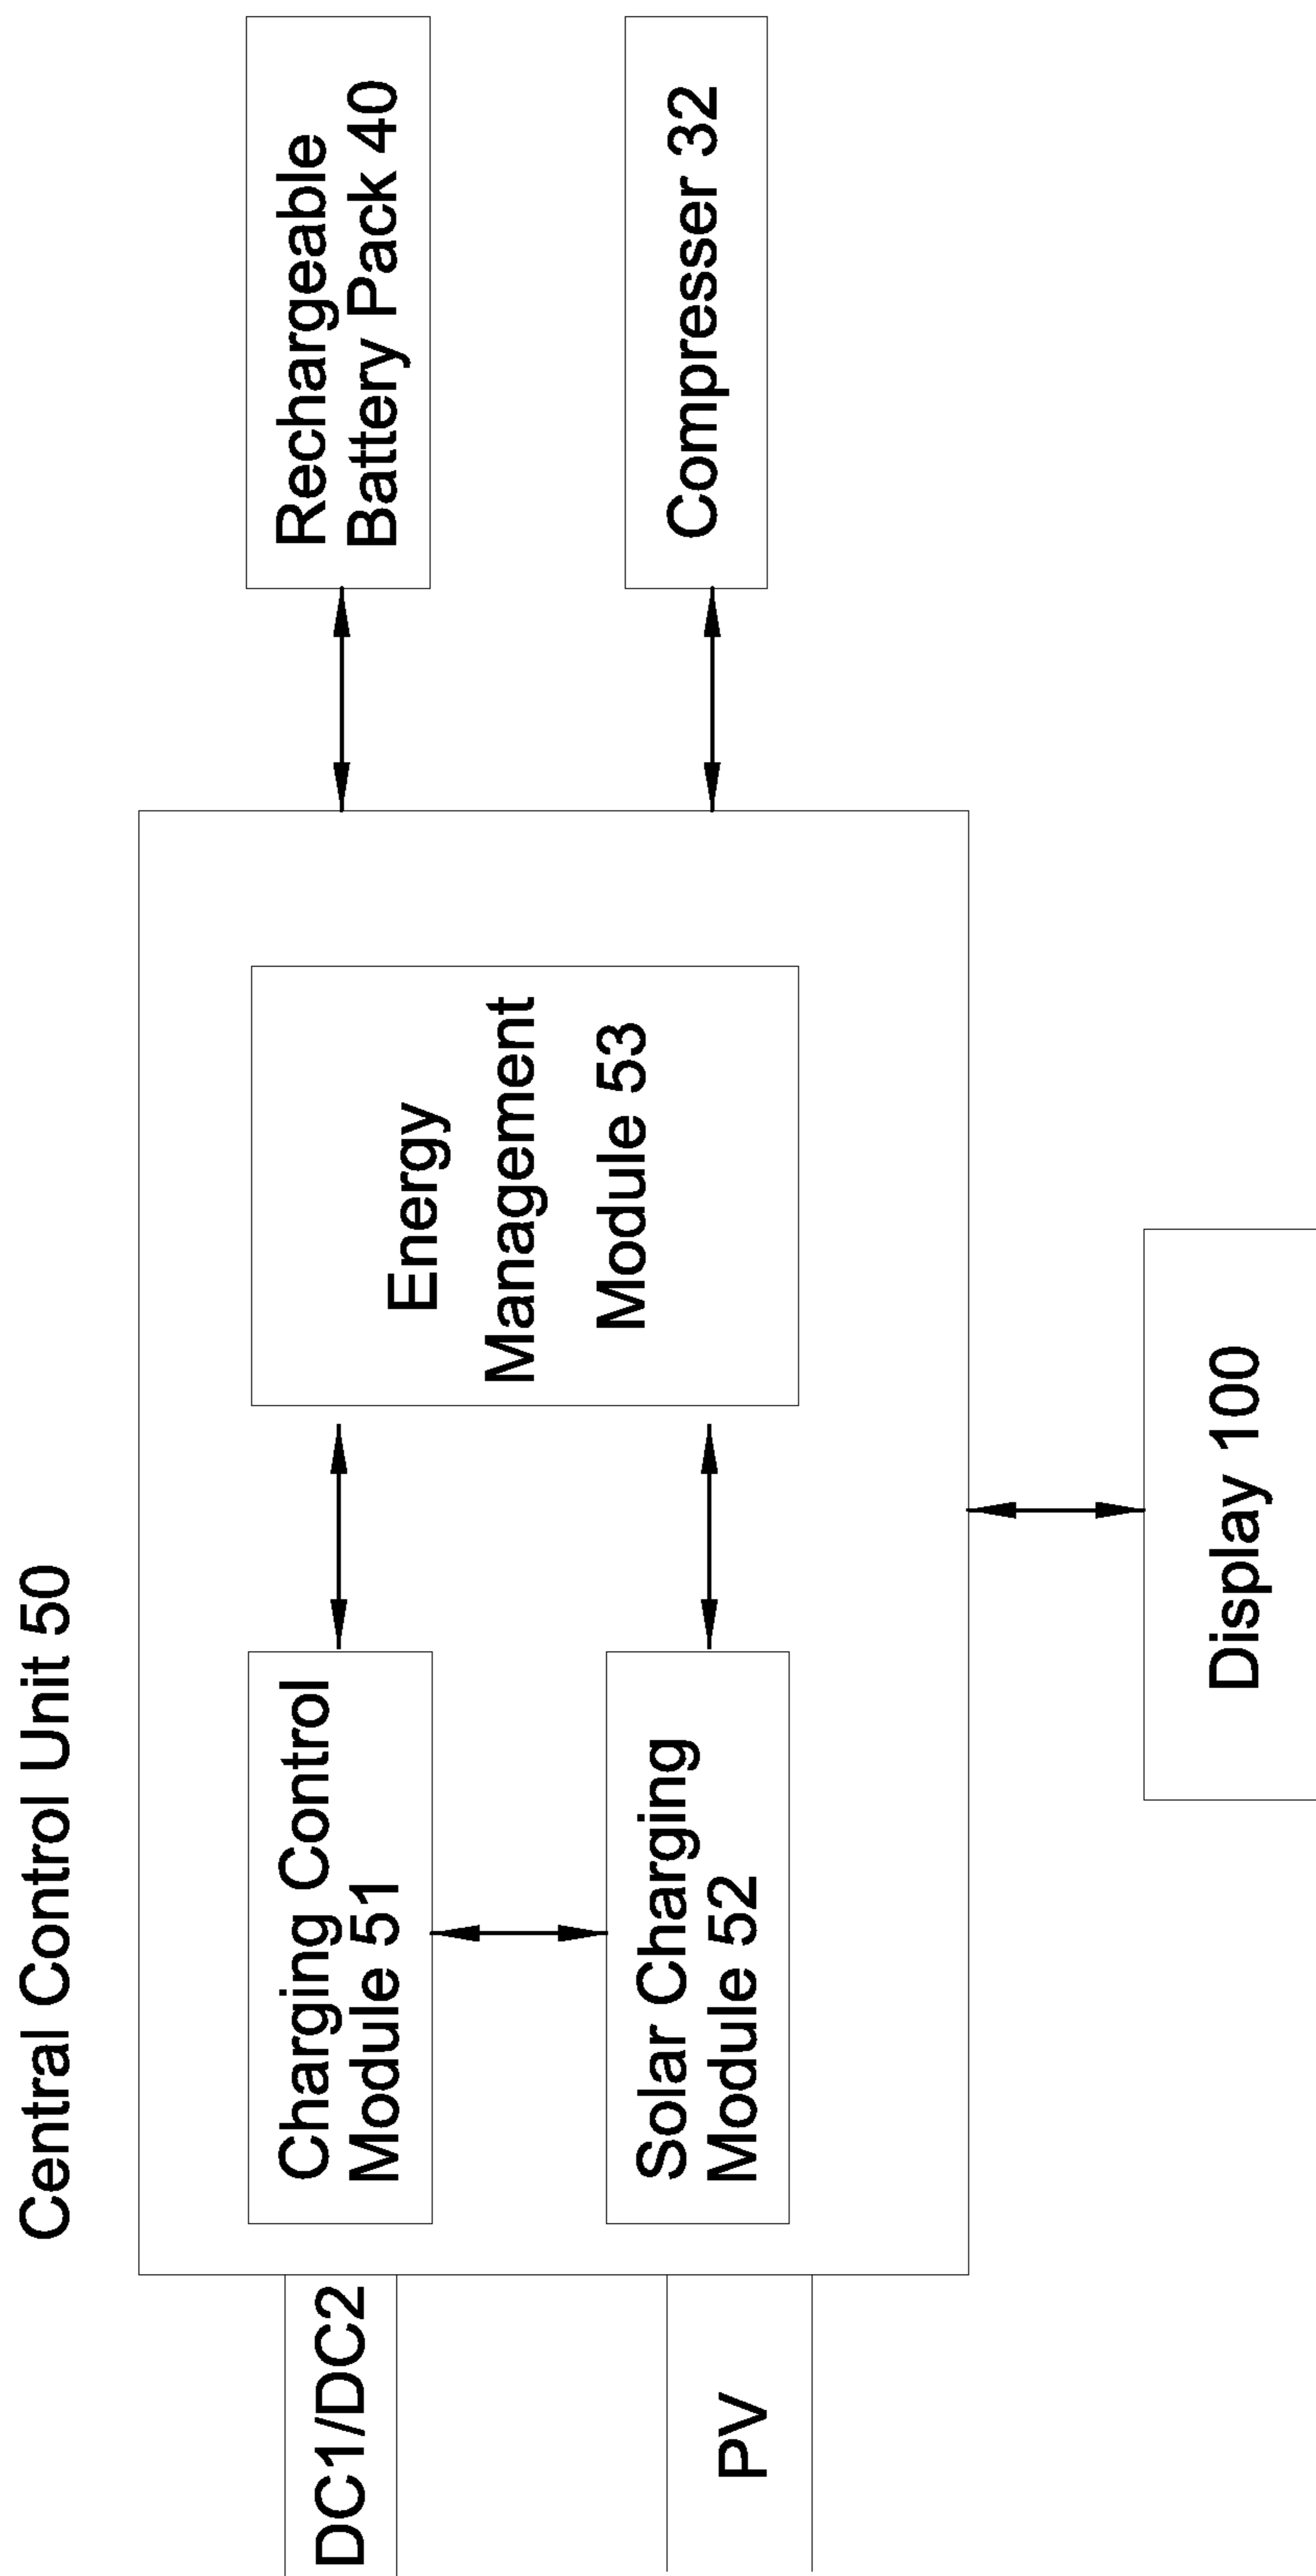 Central Control Unit 50
DC1/DC2
Charging Control
Module 51
Energy
Management
Module 53
Rechargeable
Battery Pack 40
PV
Solar Charging
Module 52
Compresser 32
Display 100